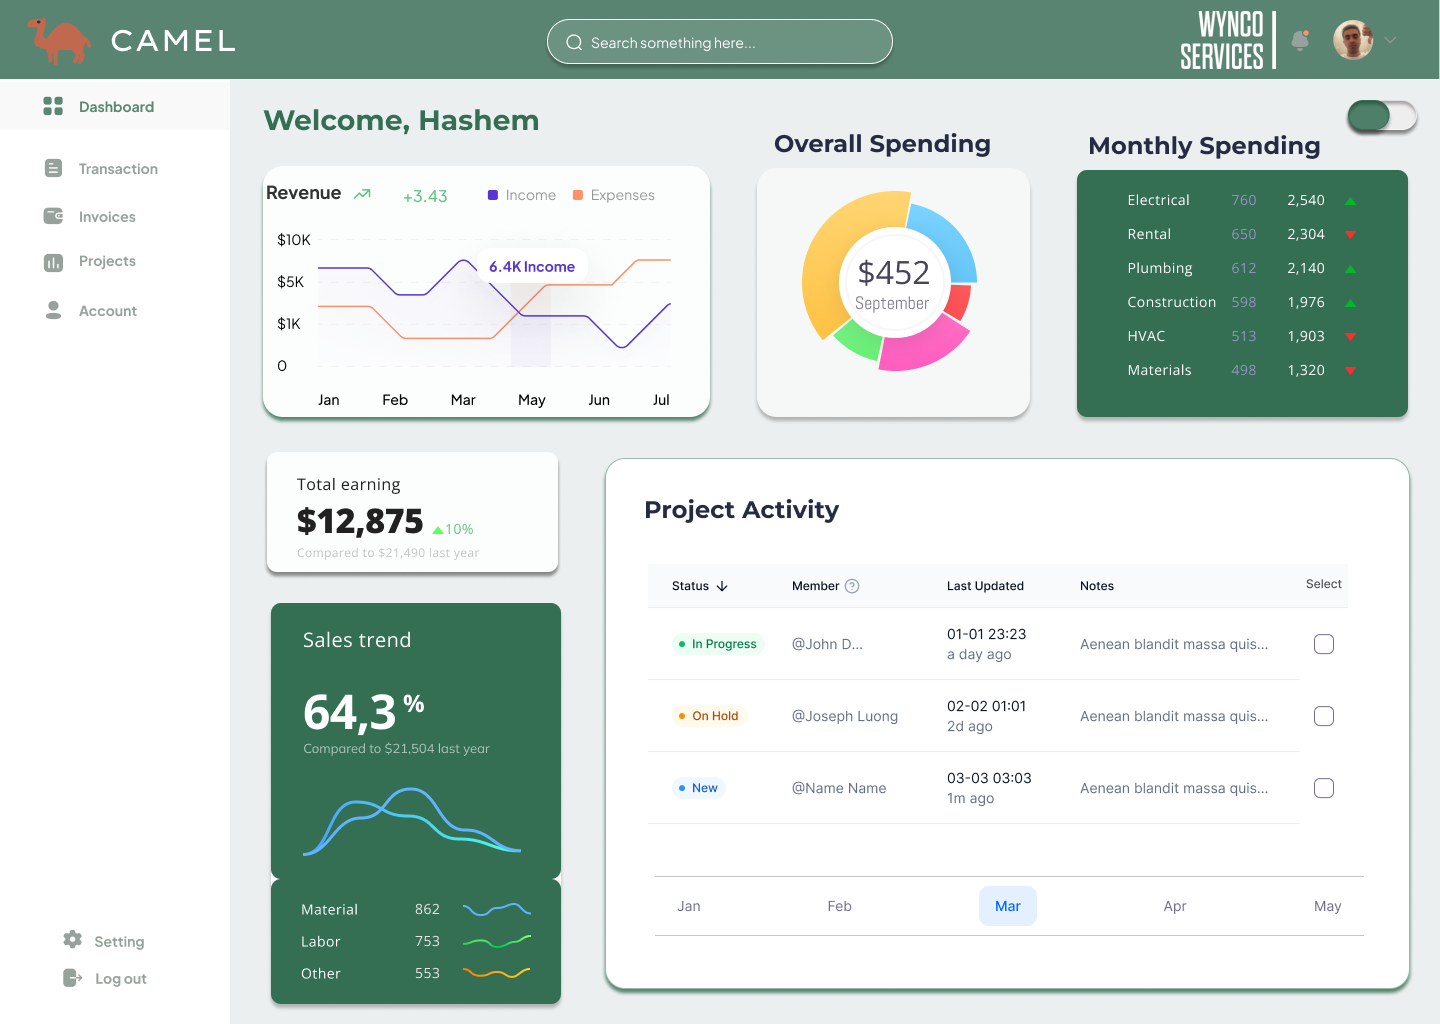 CAMEL
Search something here...
WYNCO
SERVICES
Dashboard
Transaction
Invoices
Projects
Account
Setting
Log out
Welcome, Hashem
Revenue +3.43 Income Expenses
$10K
$5K
$1K
0
6.4K Income
Jan Feb Mar May Jun Jul
Overall Spending
$452
September
Monthly Spending
Electrical 760 2,540
Rental 650 2,304
Plumbing 612 2,140
Construction 598 1,976
HVAC 513 1,903
Materials 498 1,320
Total earning
$12,875 10%
Compared to $21,490 last year
Sales trend
64,3 %
Compared to $21,504 last year
Material 862
Labor 753
Other 553
Project Activity
Status Member Last Updated Notes Select
In Progress @John D... 01-01 23:23 Aenean blandit massa quis...
a day ago
On Hold @Joseph Luong 02-02 01:01 Aenean blandit massa quis...
2d ago
New @Name Name 03-03 03:03 Aenean blandit massa quis...
1m ago
Jan Feb Mar Apr May